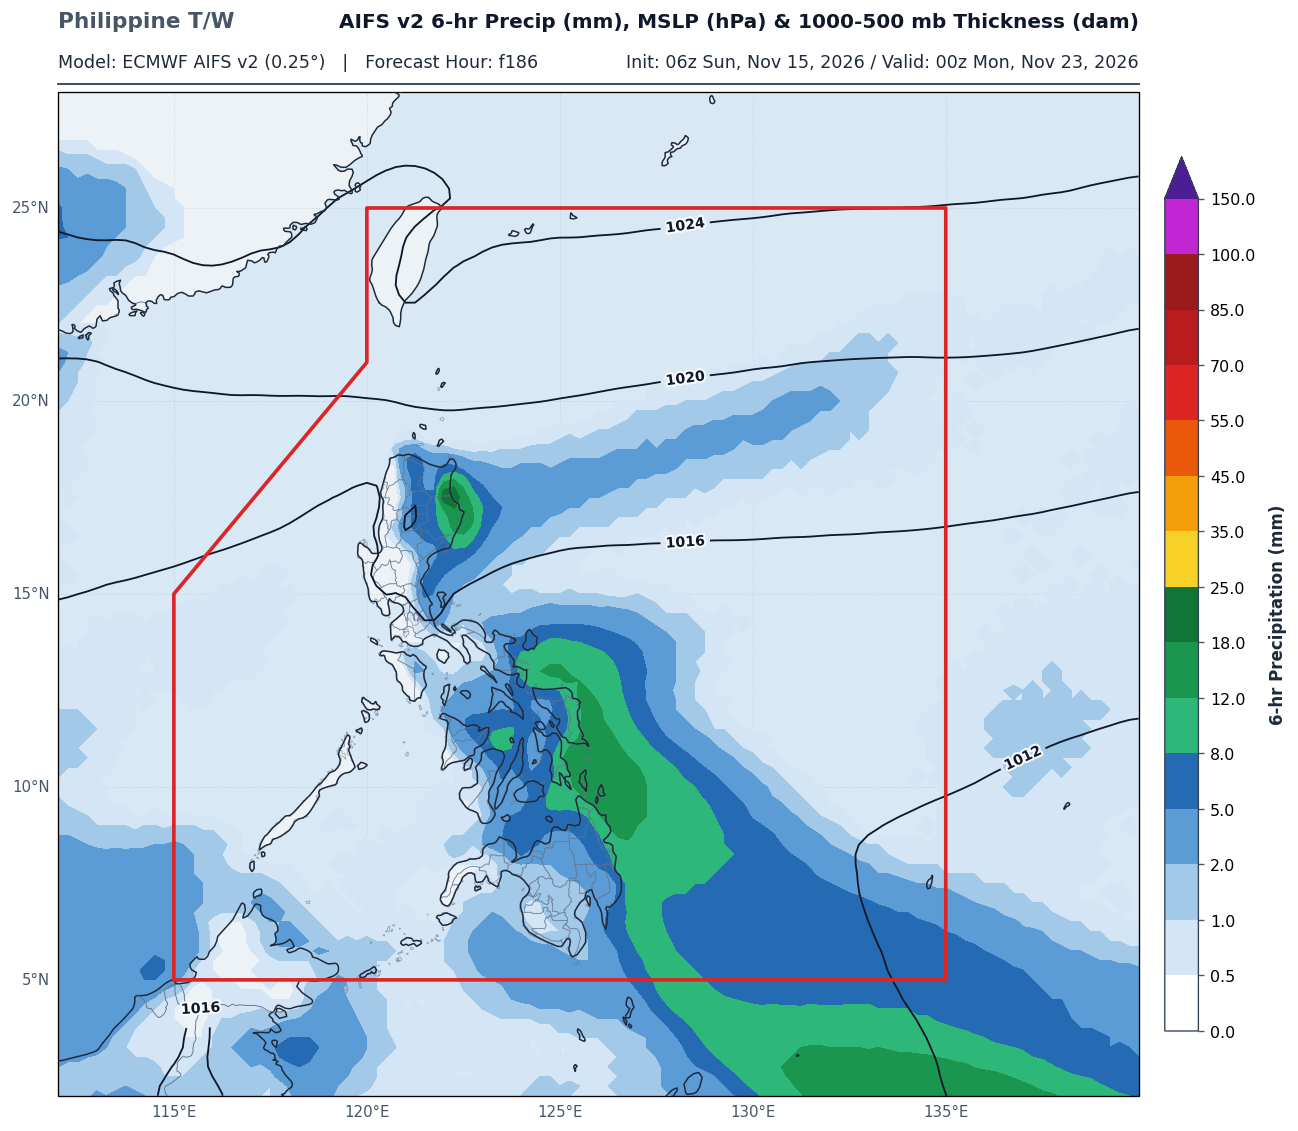 Philippine T/W
AIFS v2 6-hr Precip (mm), MSLP (hPa) & 1000-500 mb Thickness (dam)
Model: ECMWF AIFS v2 (0.25°) | Forecast Hour: f186
Init: 06z Sun, Nov 15, 2026 / Valid: 00z Mon, Nov 23, 2026
25°N
20°N
15°N
10°N
5°N
1024
1020
1016
1012
1016
115°E
120°E
125°E
130°E
135°E
150.0
100.0
85.0
70.0
55.0
45.0
35.0
25.0
18.0
12.0
8.0
5.0
2.0
1.0
0.5
0.0
6-hr Precipitation (mm)